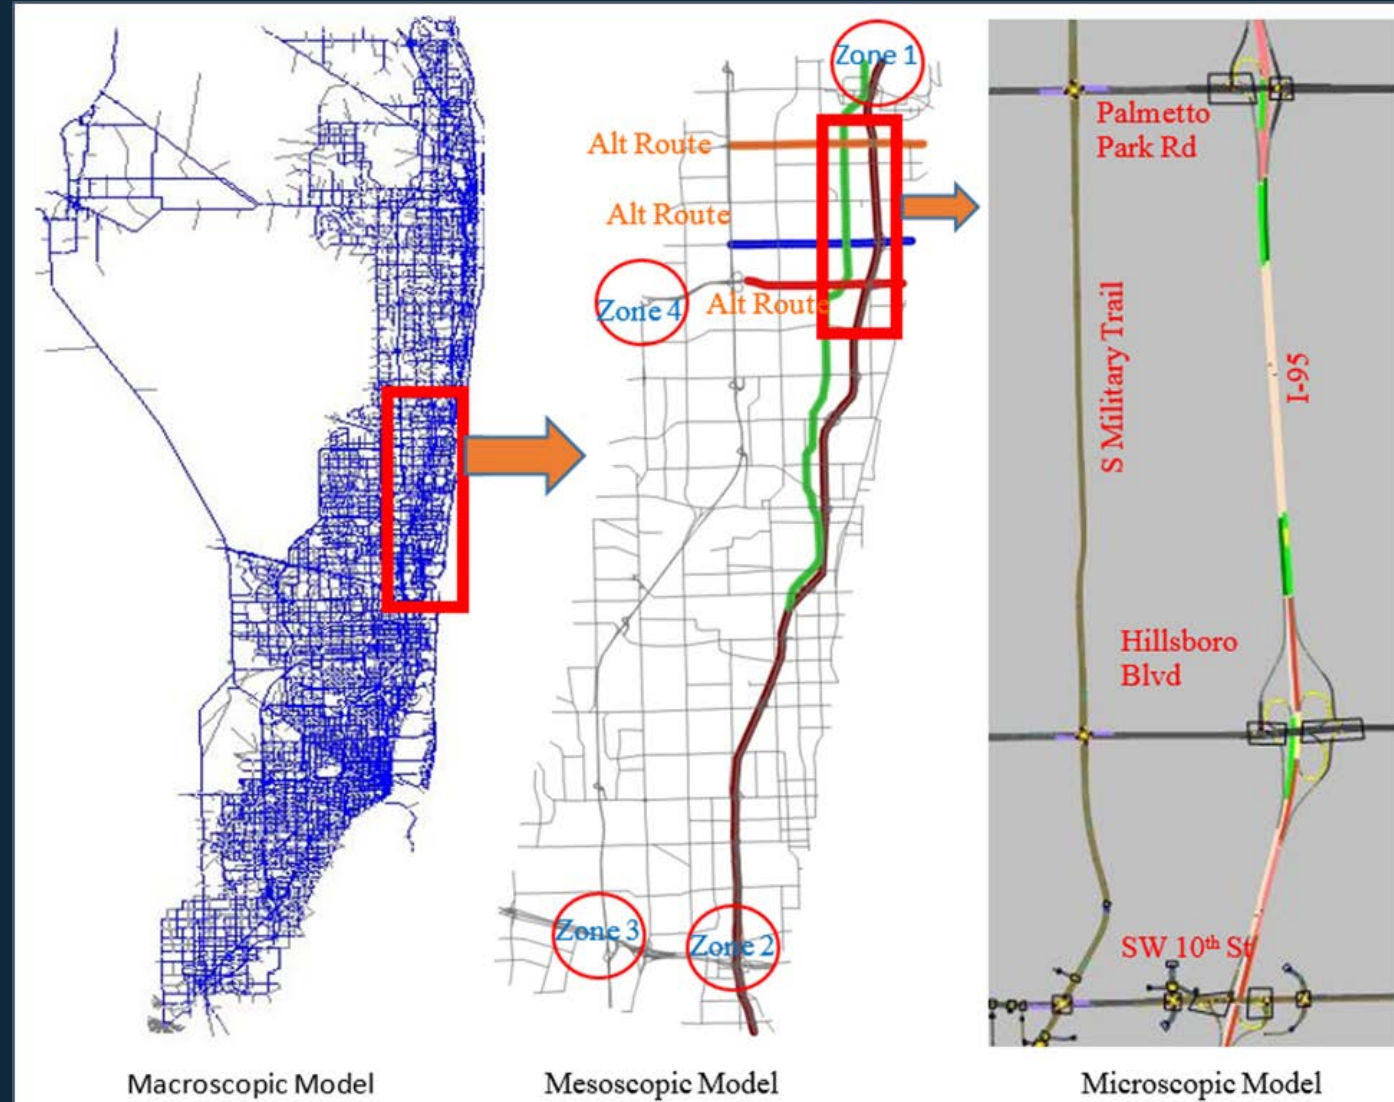 Zone 1
Alt Route
Alt Route
Zone 4
Alt Route
Zone 3
Zone 2
Palmetto
Park Rd
S Military Trail
I-95
Hillsboro
Blvd
SW 10th St
Macroscopic Model
Mesoscopic Model
Microscopic Model